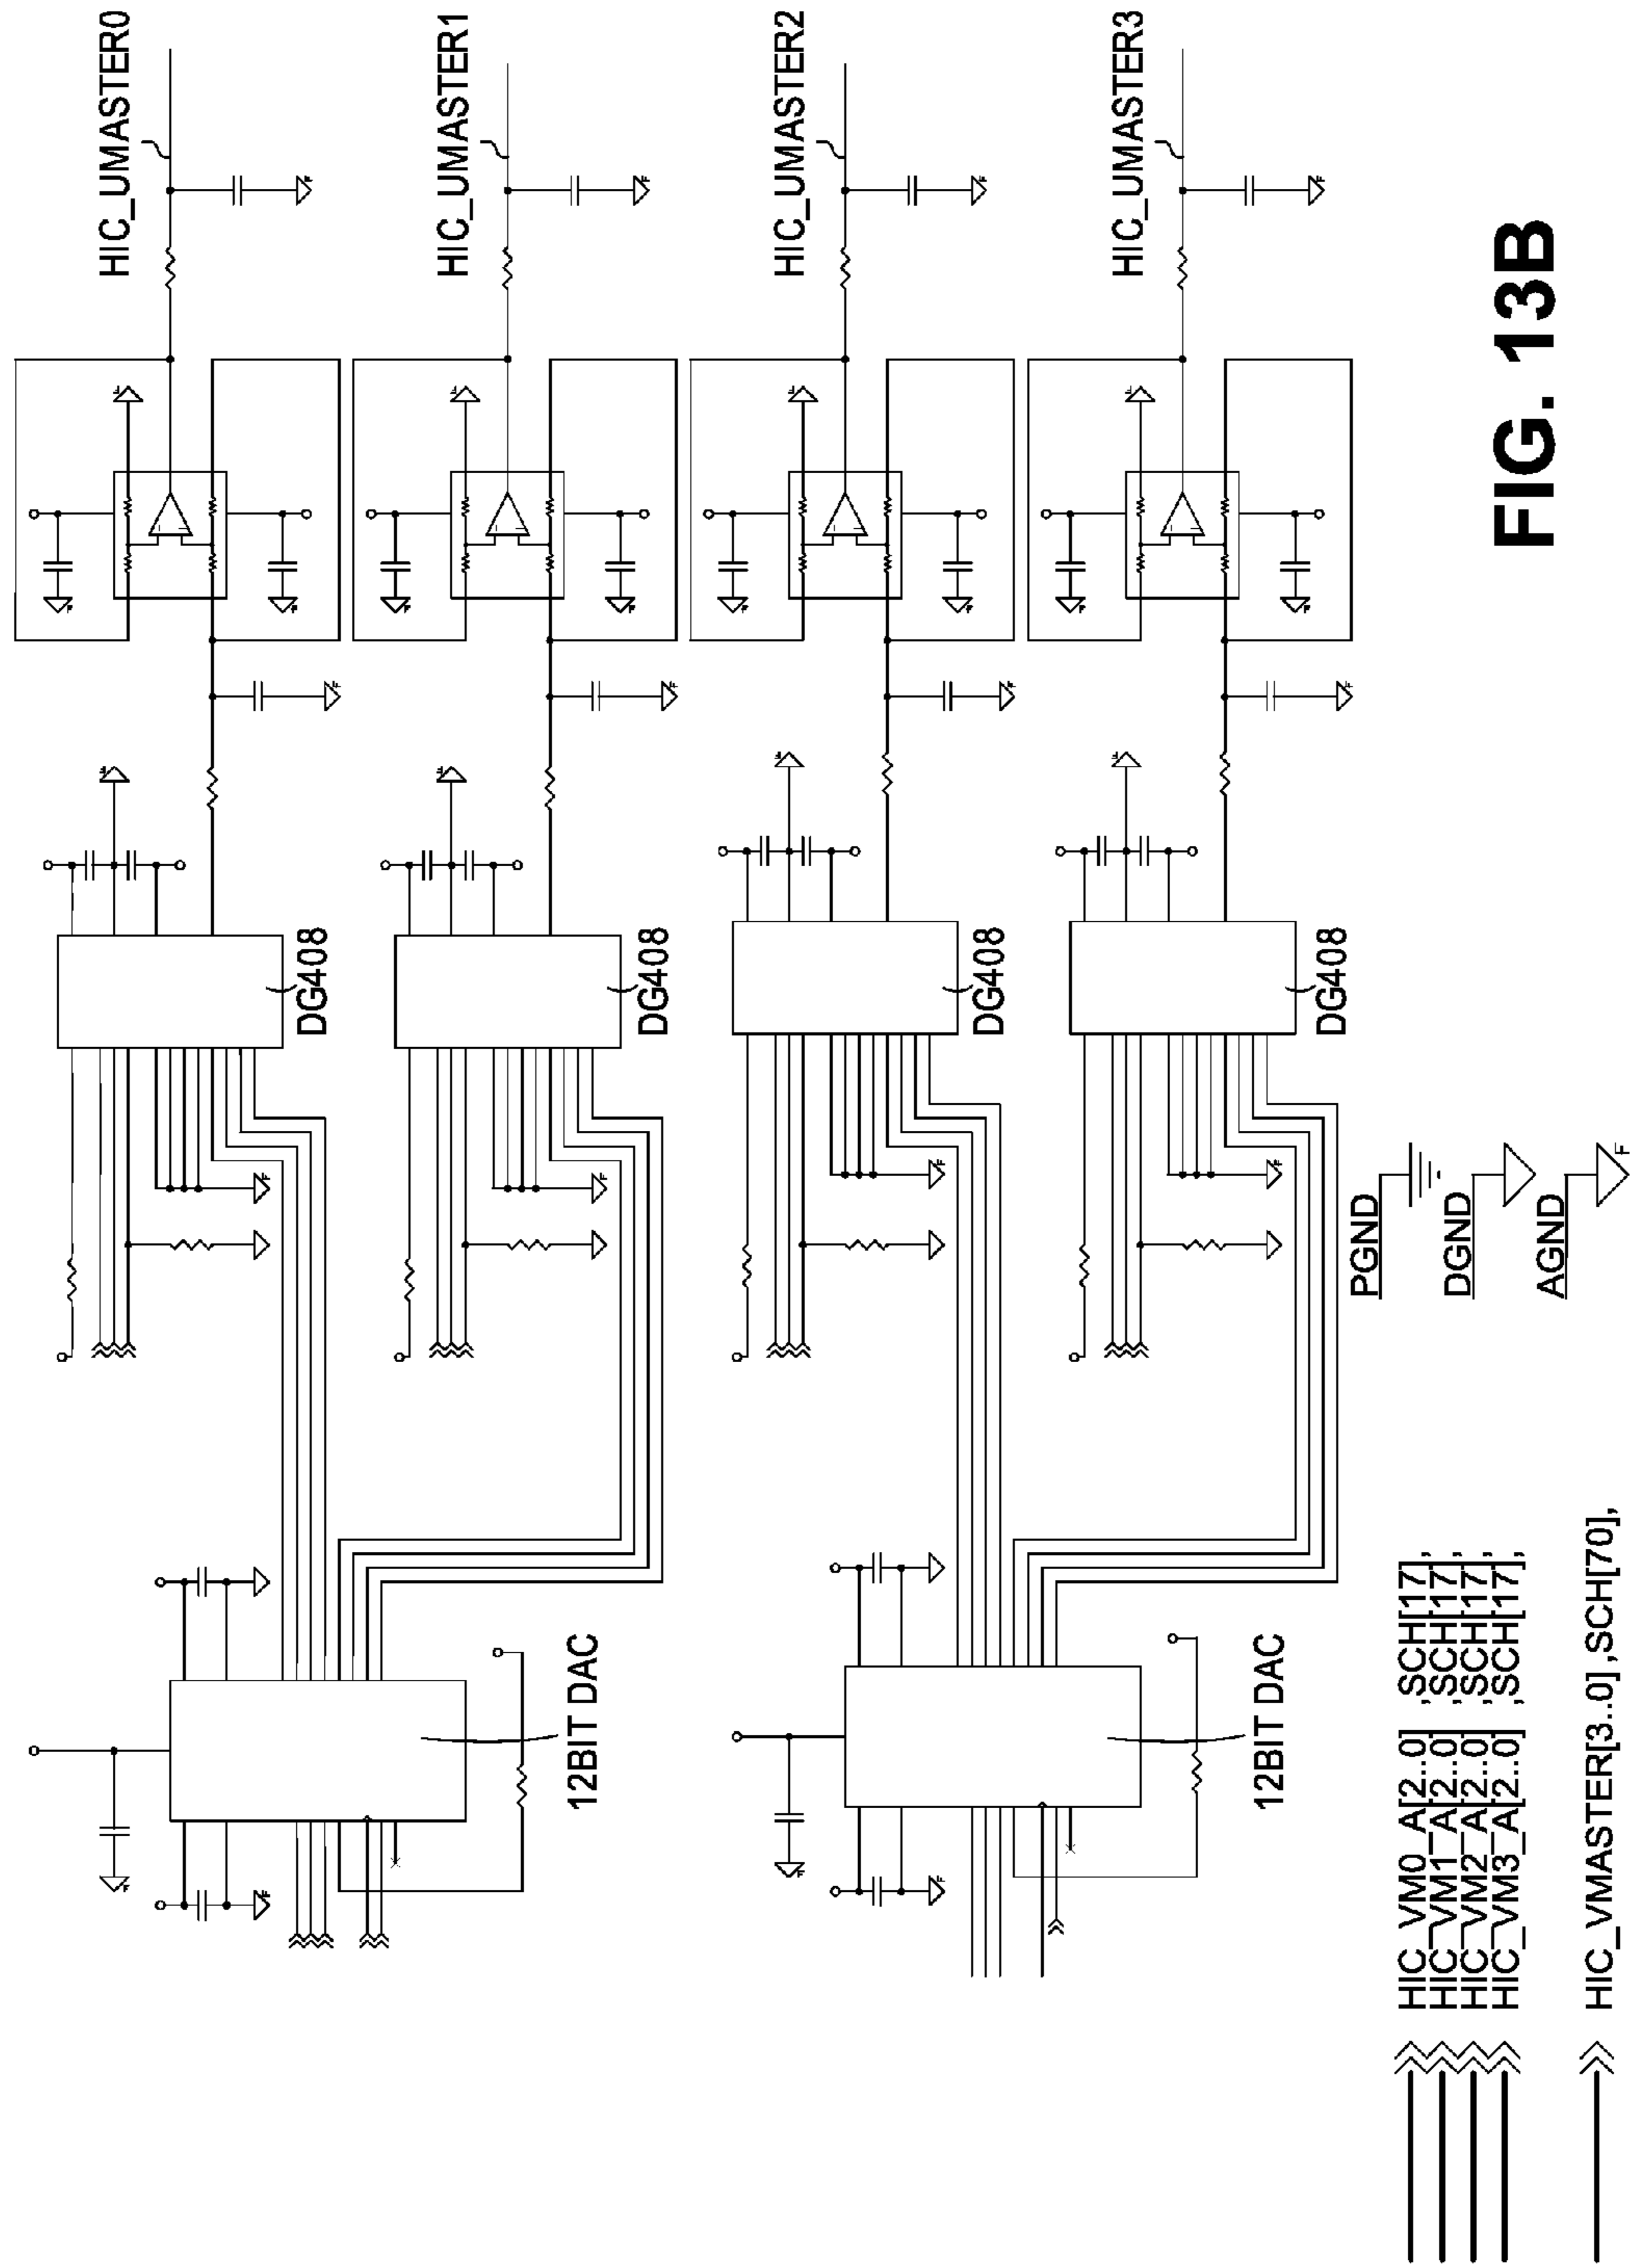 HIC_UMASTER0
HIC_UMASTER1
HIC_UMASTER2
HIC_UMASTER3
DG408
DG408
DG408
DG408
12BIT DAC
12BIT DAC
PGND
DGND
AGND
F
HIC_VM0_A[2..0] ,SCH[17],
HIC_VM1_A[2..0] ,SCH[17],
HIC_VM2_A[2..0] ,SCH[17],
HIC_VM3_A[2..0] ,SCH[17],
HIC_VMASTER[3..0] ,SCH[70],
FIG. 13B